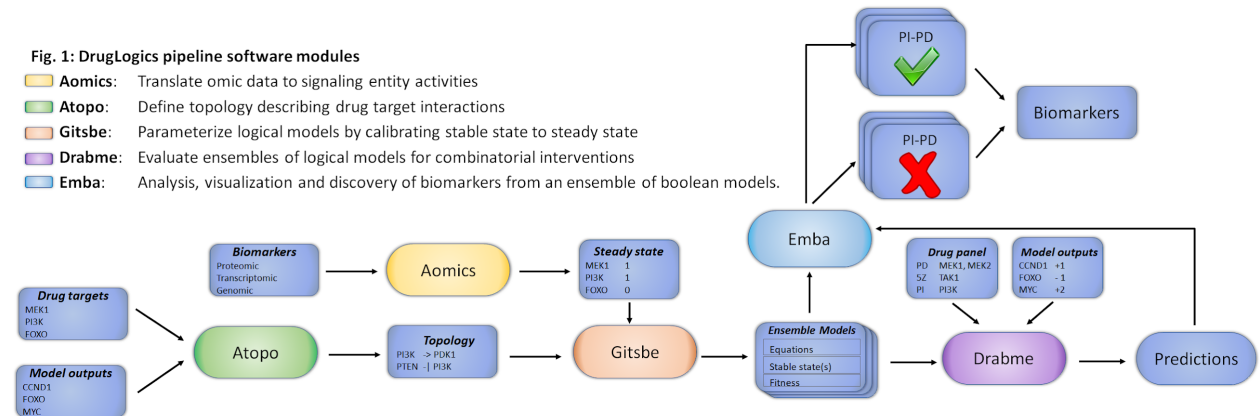 Fig. 1: DrugLogics pipeline software modules
Aomics: Translate omic data to signaling entity activities
Atopo: Define topology describing drug target interactions
Gitsbe: Parameterize logical models by calibrating stable state to steady state
Drabme: Evaluate ensembles of logical models for combinatorial interventions
Emba: Analysis, visualization and discovery of biomarkers from an ensemble of boolean models.
PI-PD
PI-PD
Biomarkers
Emba
Biomarkers
Proteomic
Transcriptomic
Genomic
Aomics
Steady state
MEK1 1
PI3K 1
FOXO 0
Drug panel
PD MEK1, MEK2
5Z TAK1
PI PI3K
Model outputs
CCND1 +1
FOXO - 1
MYC +2
Drug targets
MEK1
PI3K
FOXO
Model outputs
CCND1
FOXO
MYC
Atopo
Topology
PI3K -> PDK1
PTEN -| PI3K
Gitsbe
Ensemble Models
Equations
Stable state(s)
Fitness
Drabme
Predictions